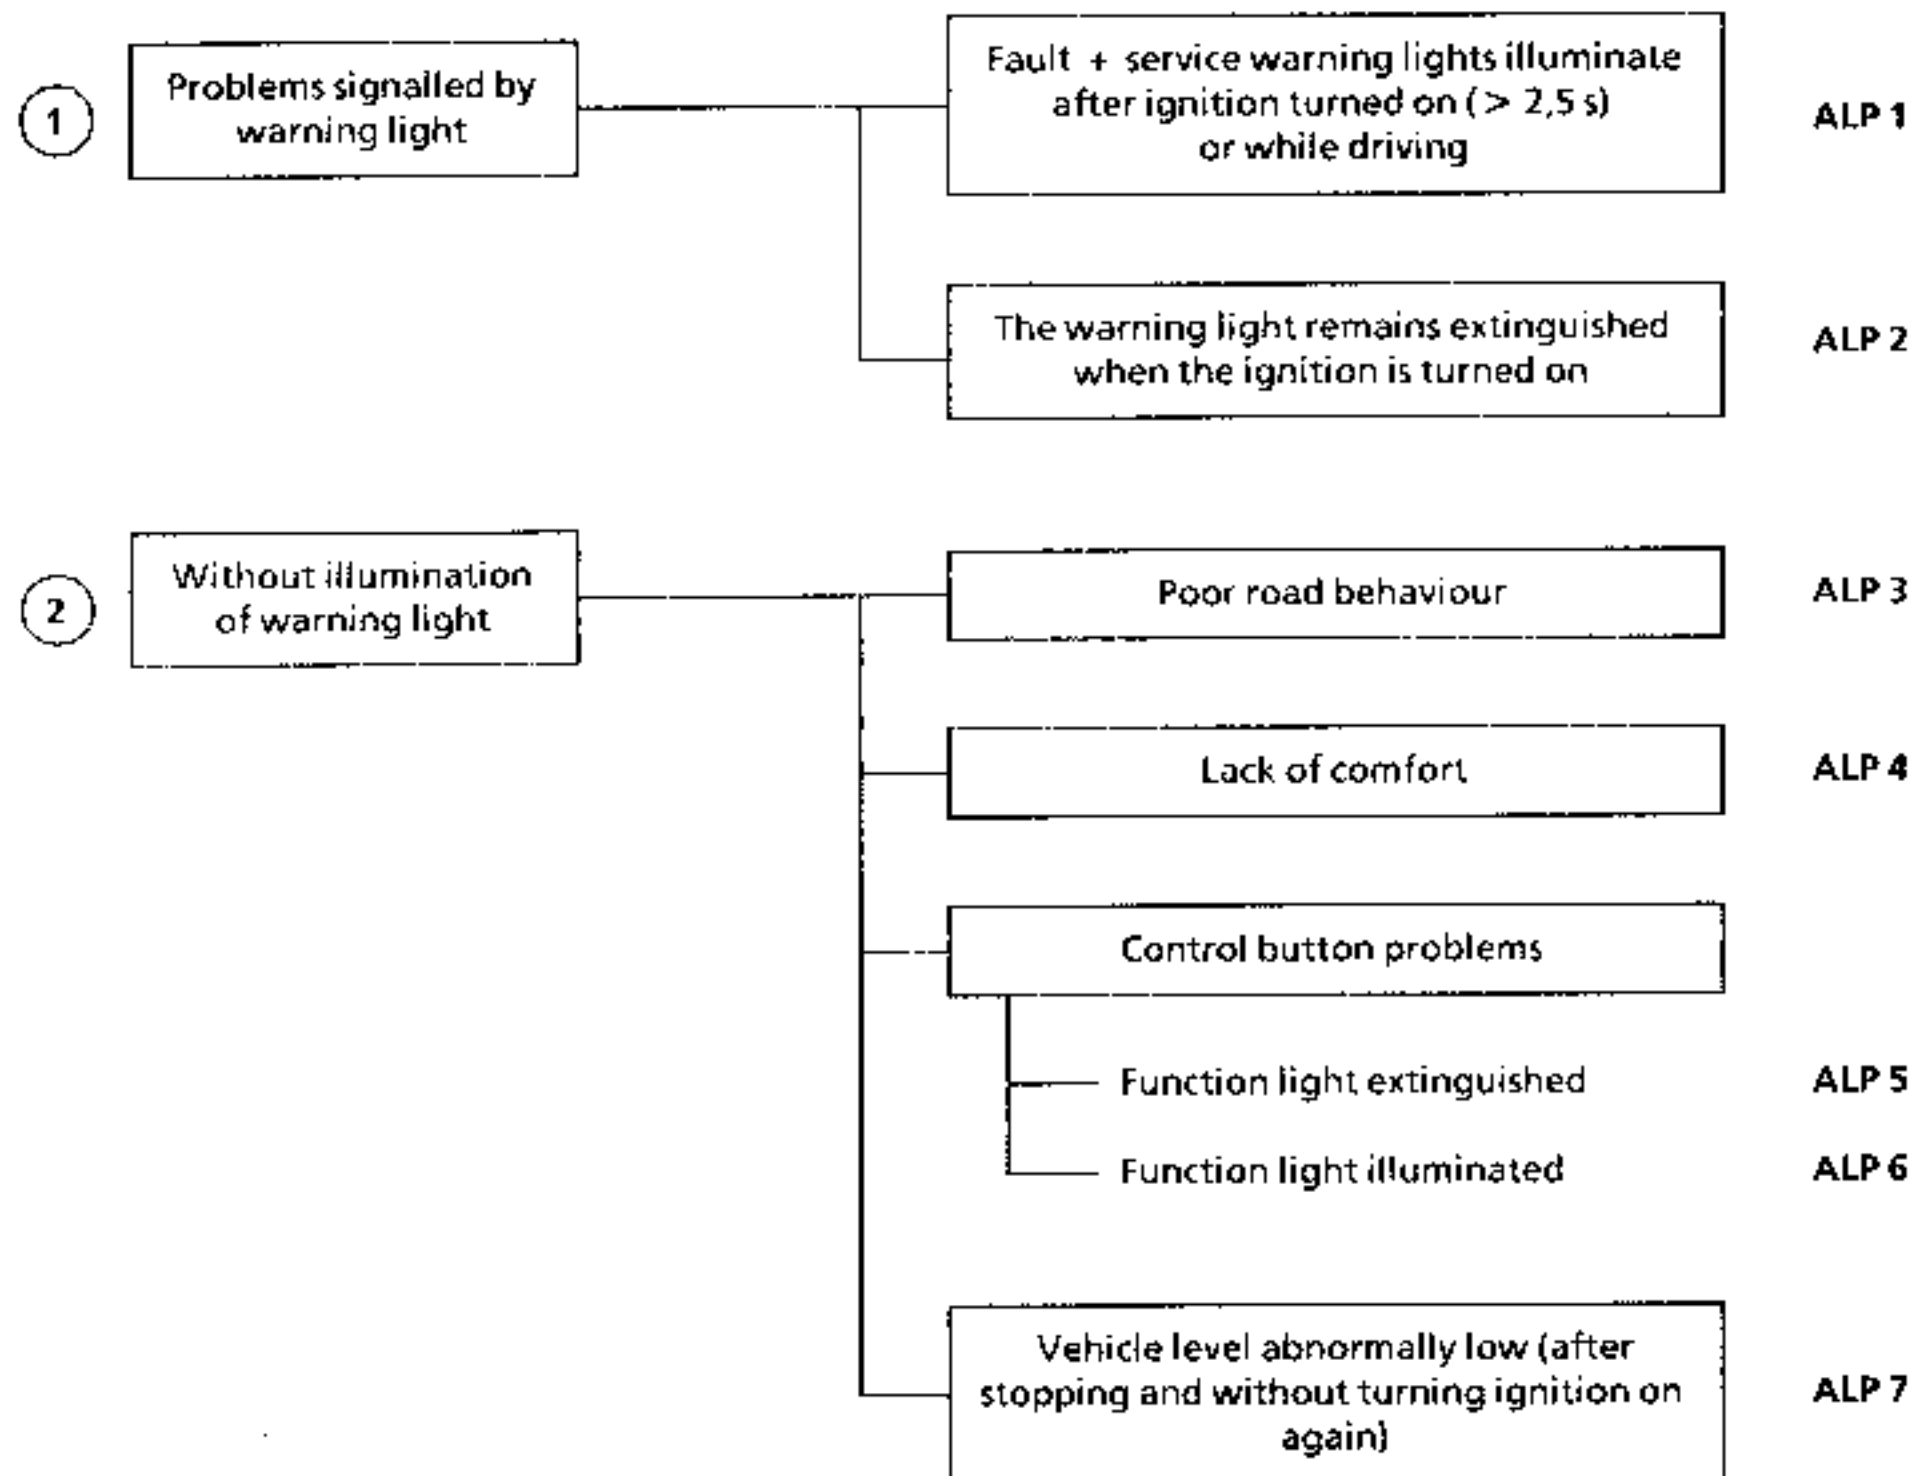 1
Problems signalled by
warning light
Fault + service warning lights illuminate
after ignition turned on ( > 2,5 s)
or while driving
ALP 1
The warning light remains extinguished
when the ignition is turned on
ALP 2
2
Without illumination
of warning light
Poor road behaviour
ALP 3
Lack of comfort
ALP 4
Control button problems
Function light extinguished
ALP 5
Function light illuminated
ALP 6
Vehicle level abnormally low (after
stopping and without turning ignition on
again)
ALP 7